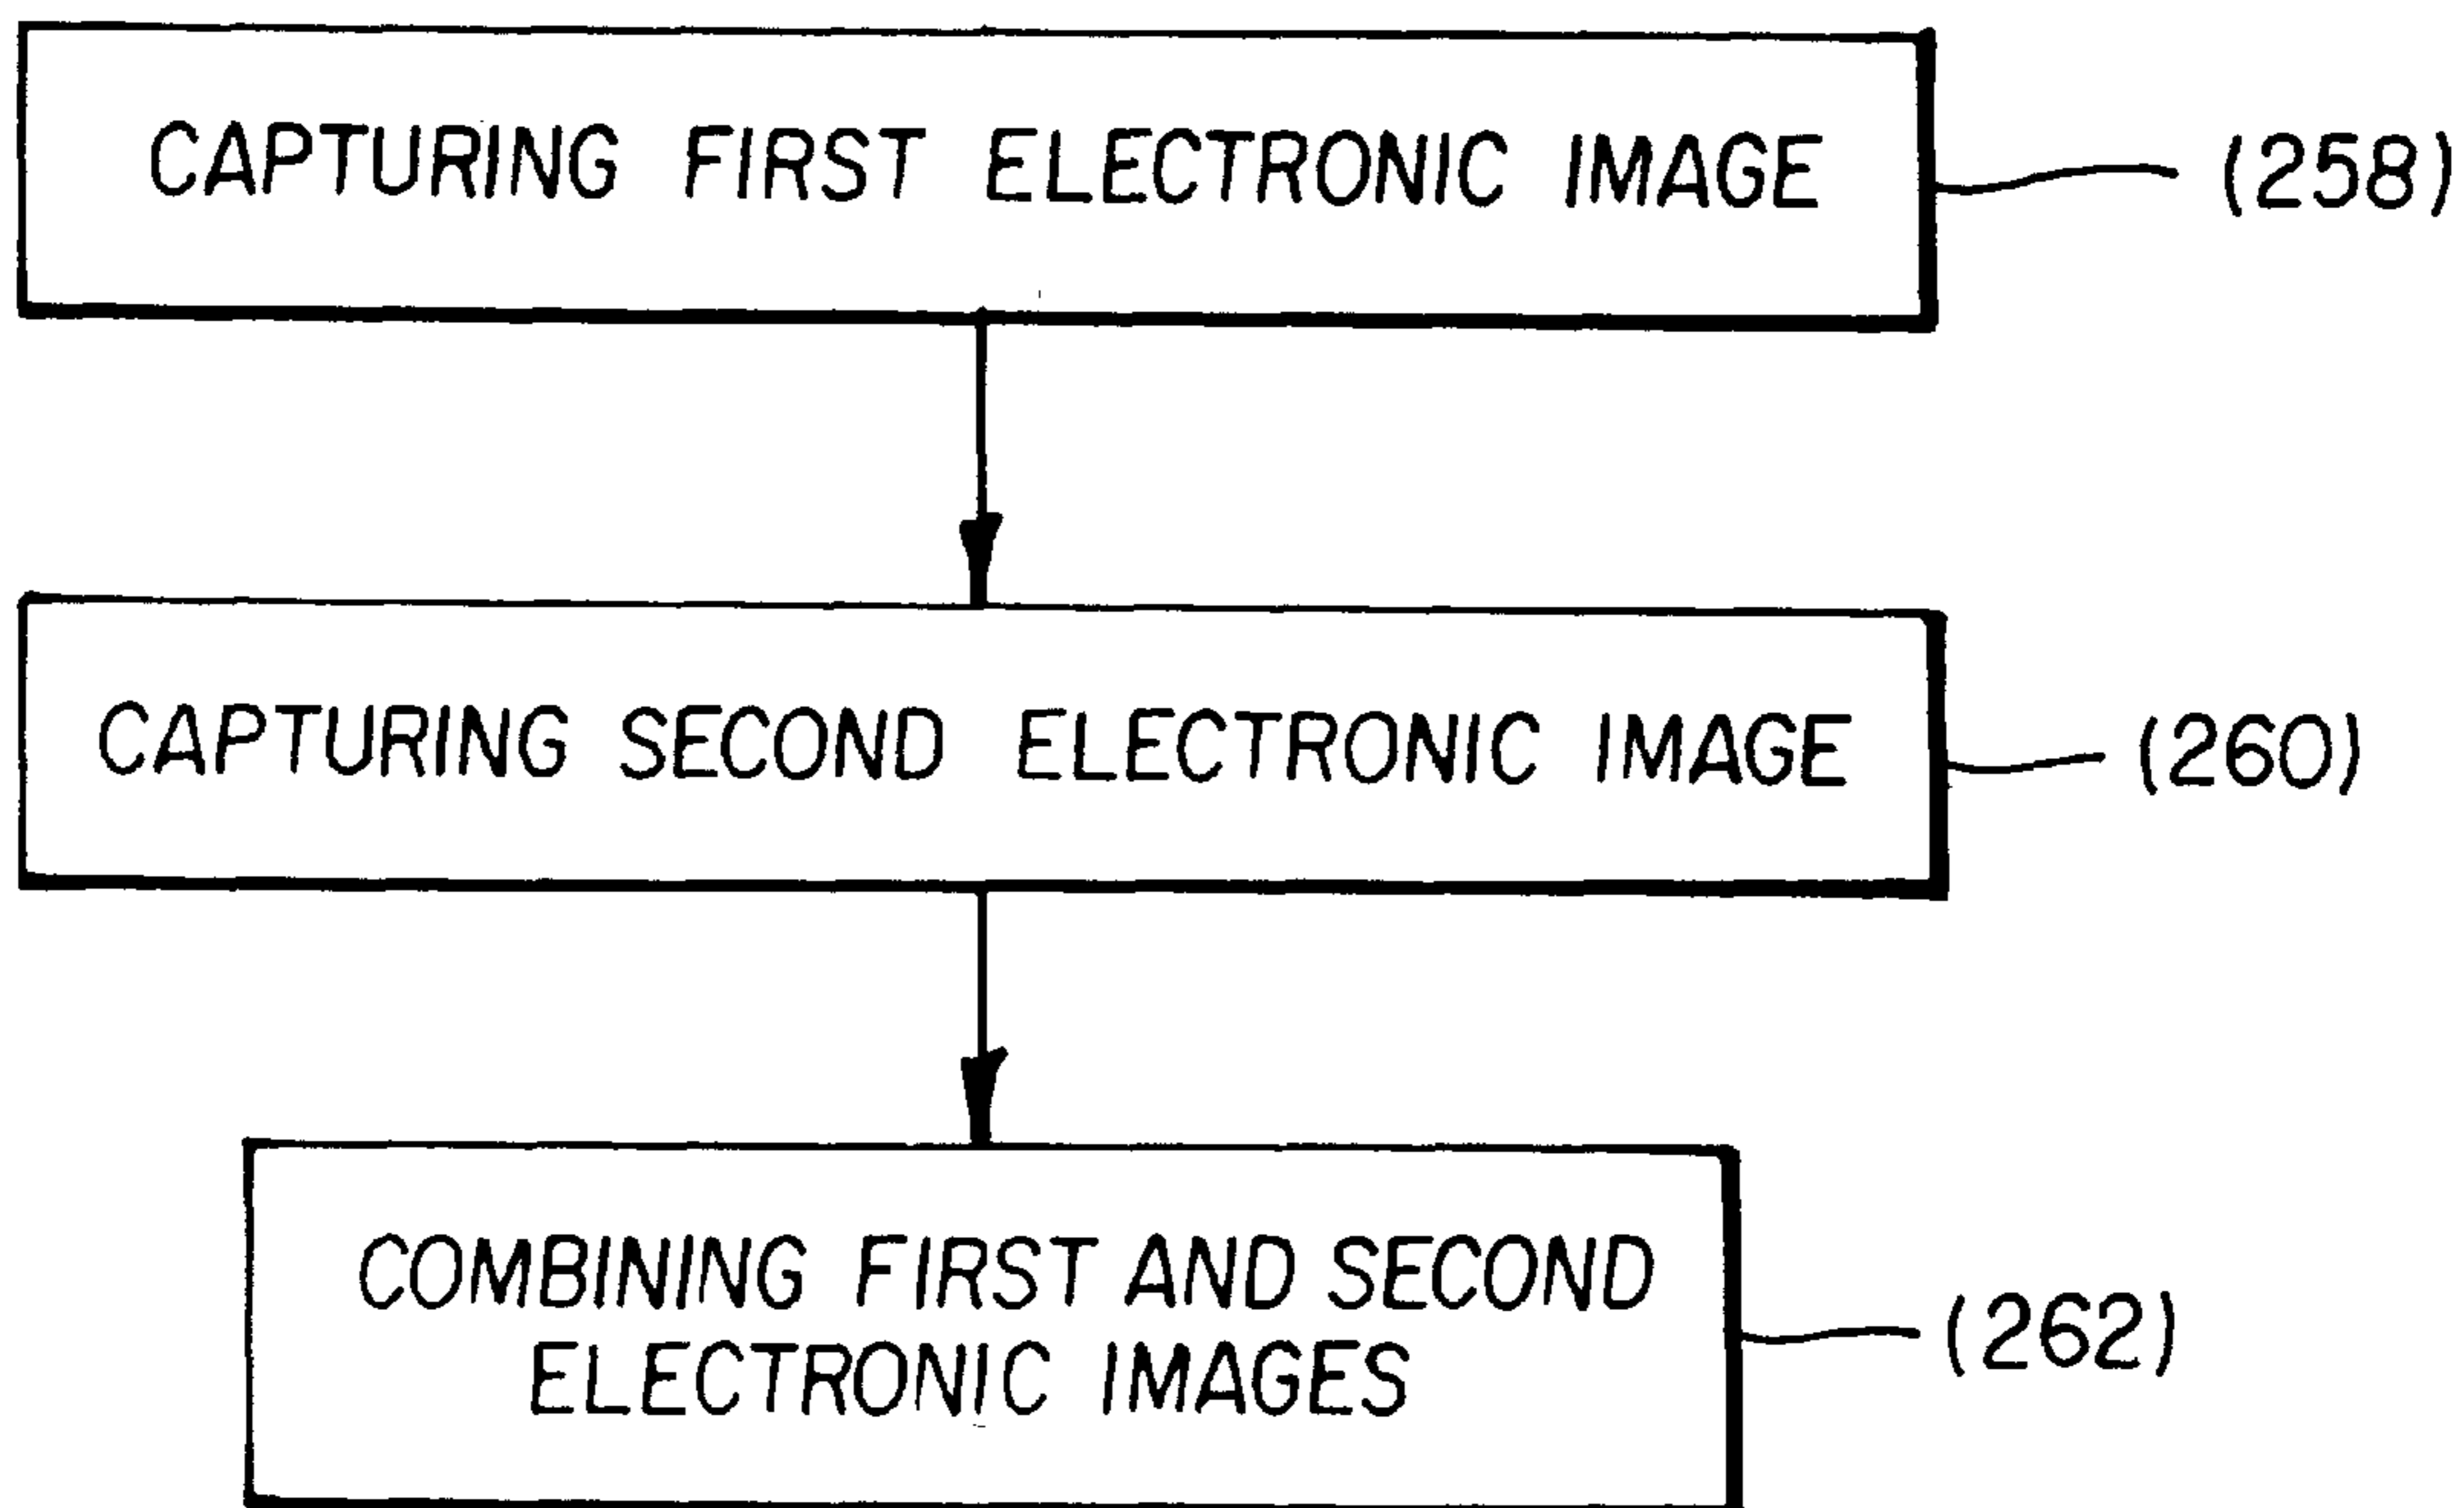 CAPTURING FIRST ELECTRONIC IMAGE (258)
CAPTURING SECOND ELECTRONIC IMAGE (260)
COMBINING FIRST AND SECOND
ELECTRONIC IMAGES
(262)